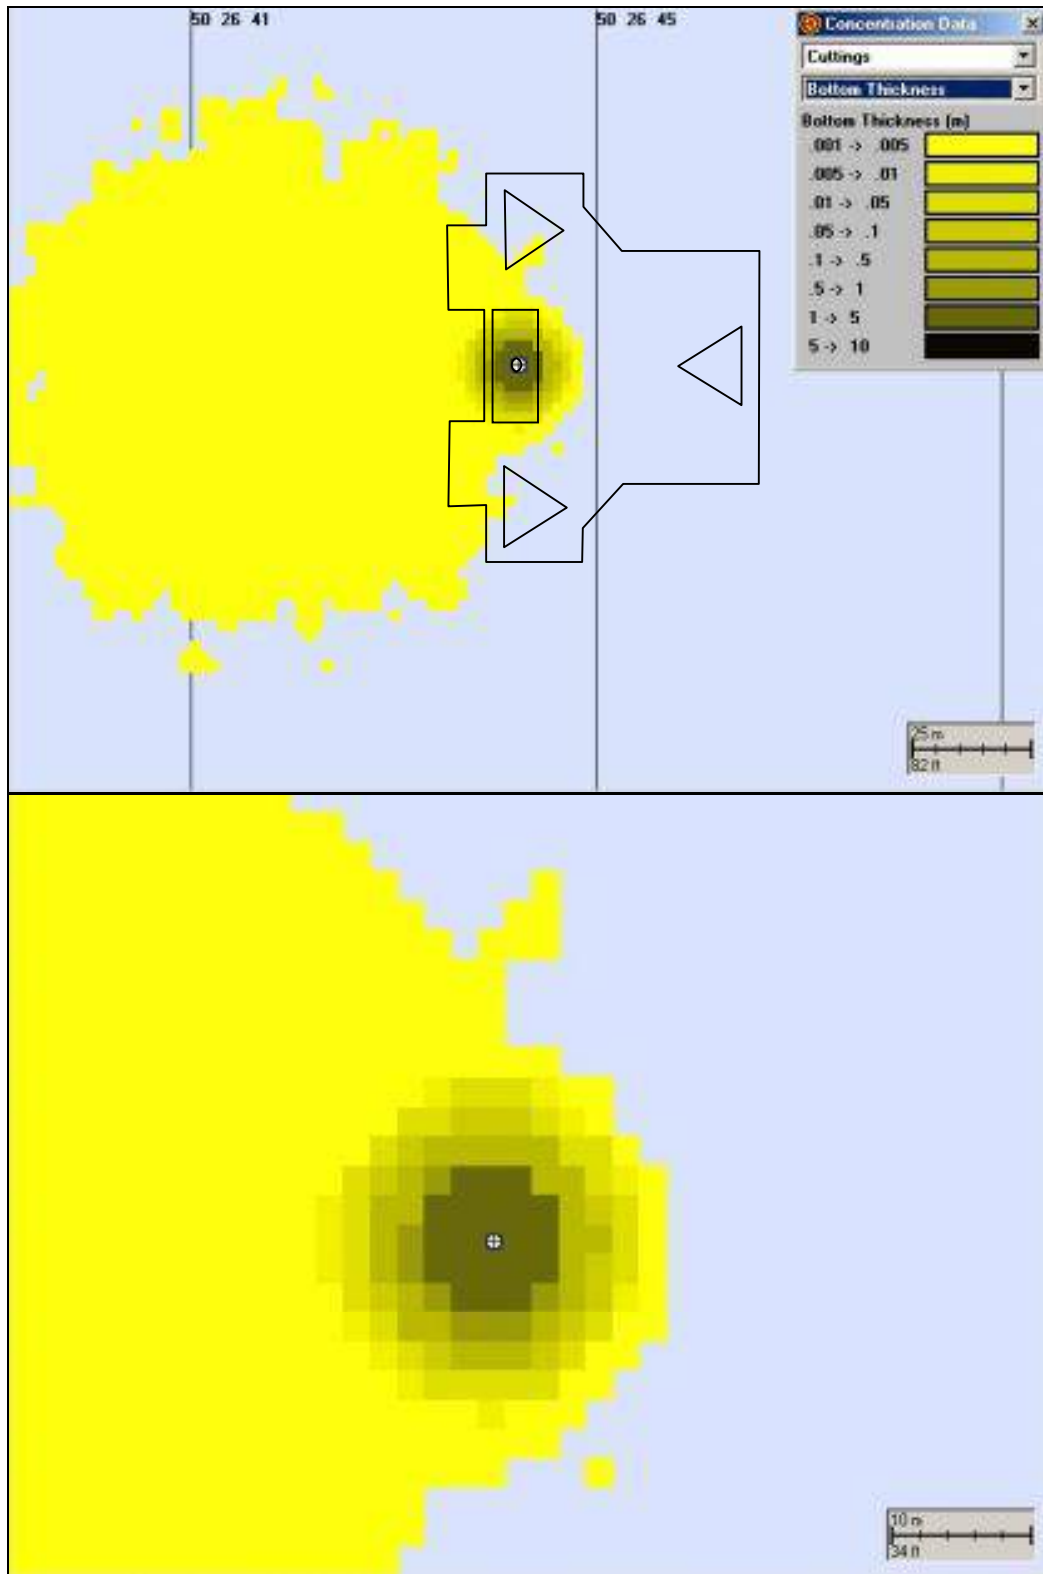 50 26 41
50 26 45
Concentration Data
Cuttings
Bottom Thickness
Bottom Thickness (m)
.001 -> .005
.005 -> .01
.01 -> .05
.05 -> .1
.1 -> .5
.5 -> 1
1 -> 5
5 -> 10
25 m
82 ft
10 m
34 ft